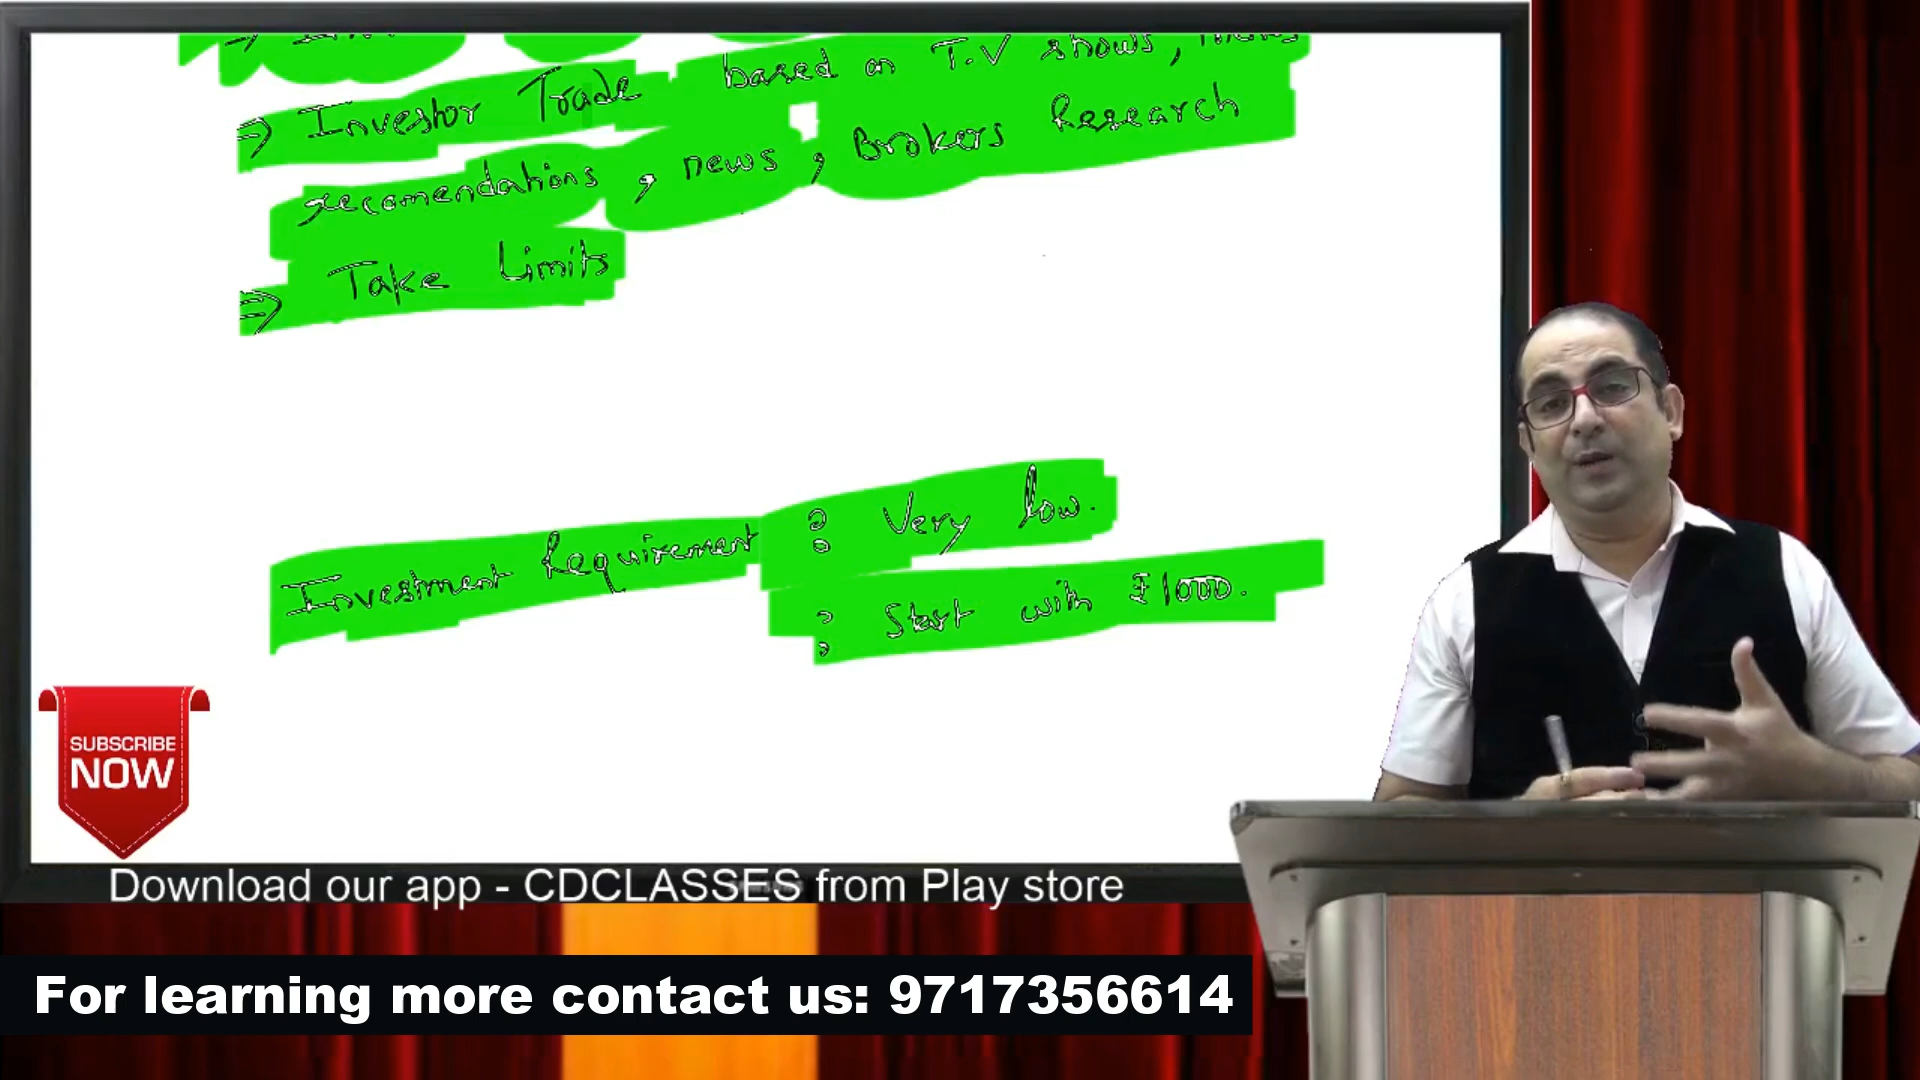 ⇒ Investor Trade based on T.V shows,
recomendations, news, Brokers Research
⇒ Take Limits
Investment Requirement : Very low.
: Start with ₹1000.
SUBSCRIBE
NOW
Download our app - CDCLASSES from Play store
For learning more contact us: 9717356614